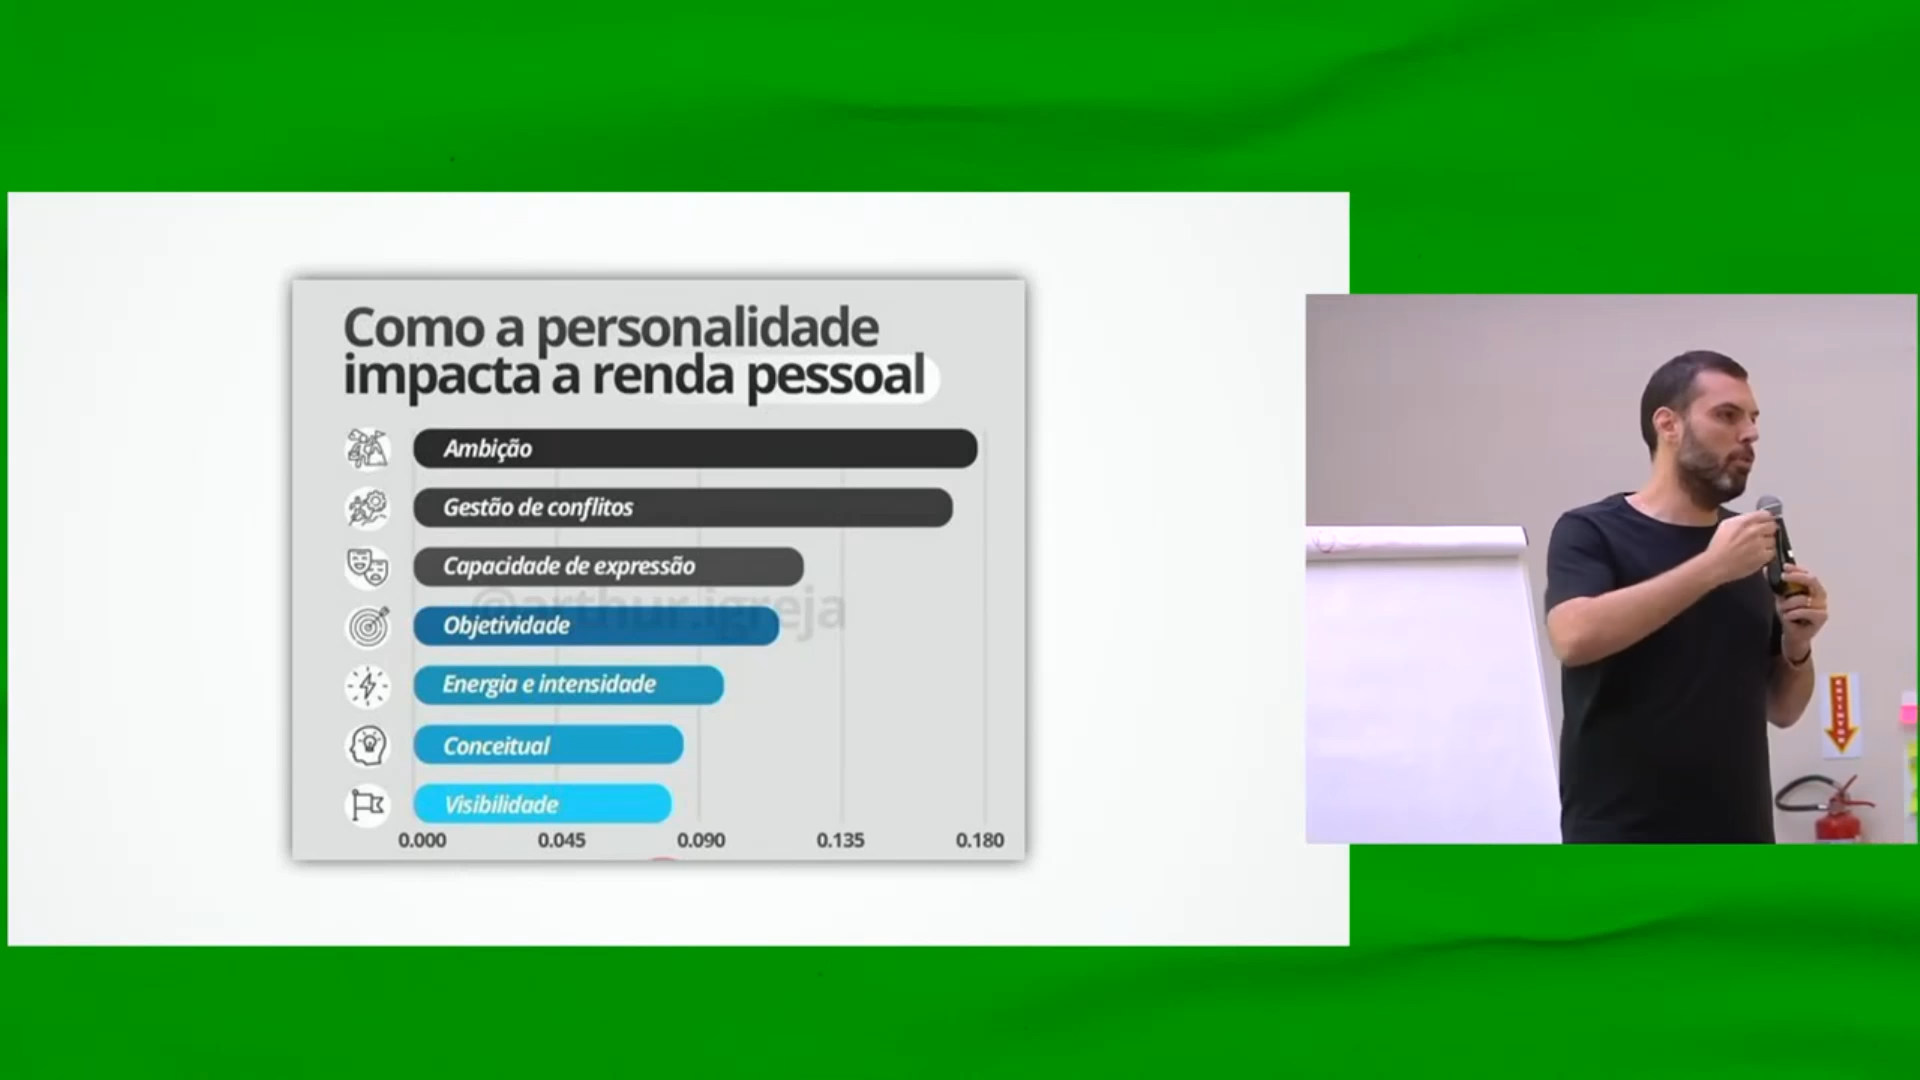 Como a personalidade
impacta a renda pessoal
Ambição
Gestão de conflitos
Capacidade de expressão
@arthur.igreja
Objetividade
Energia e intensidade
Conceitual
Visibilidade
0.000 0.045 0.090 0.135 0.180
EXTINTOR